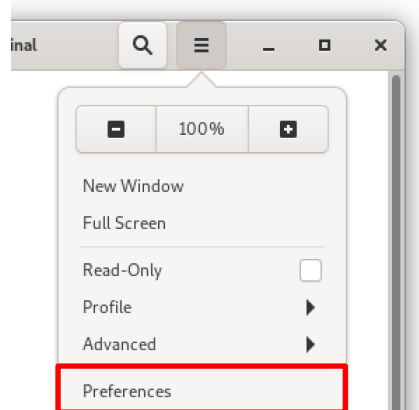 inal
100%
New Window
Full Screen
Read-Only
Profile
Advanced
Preferences